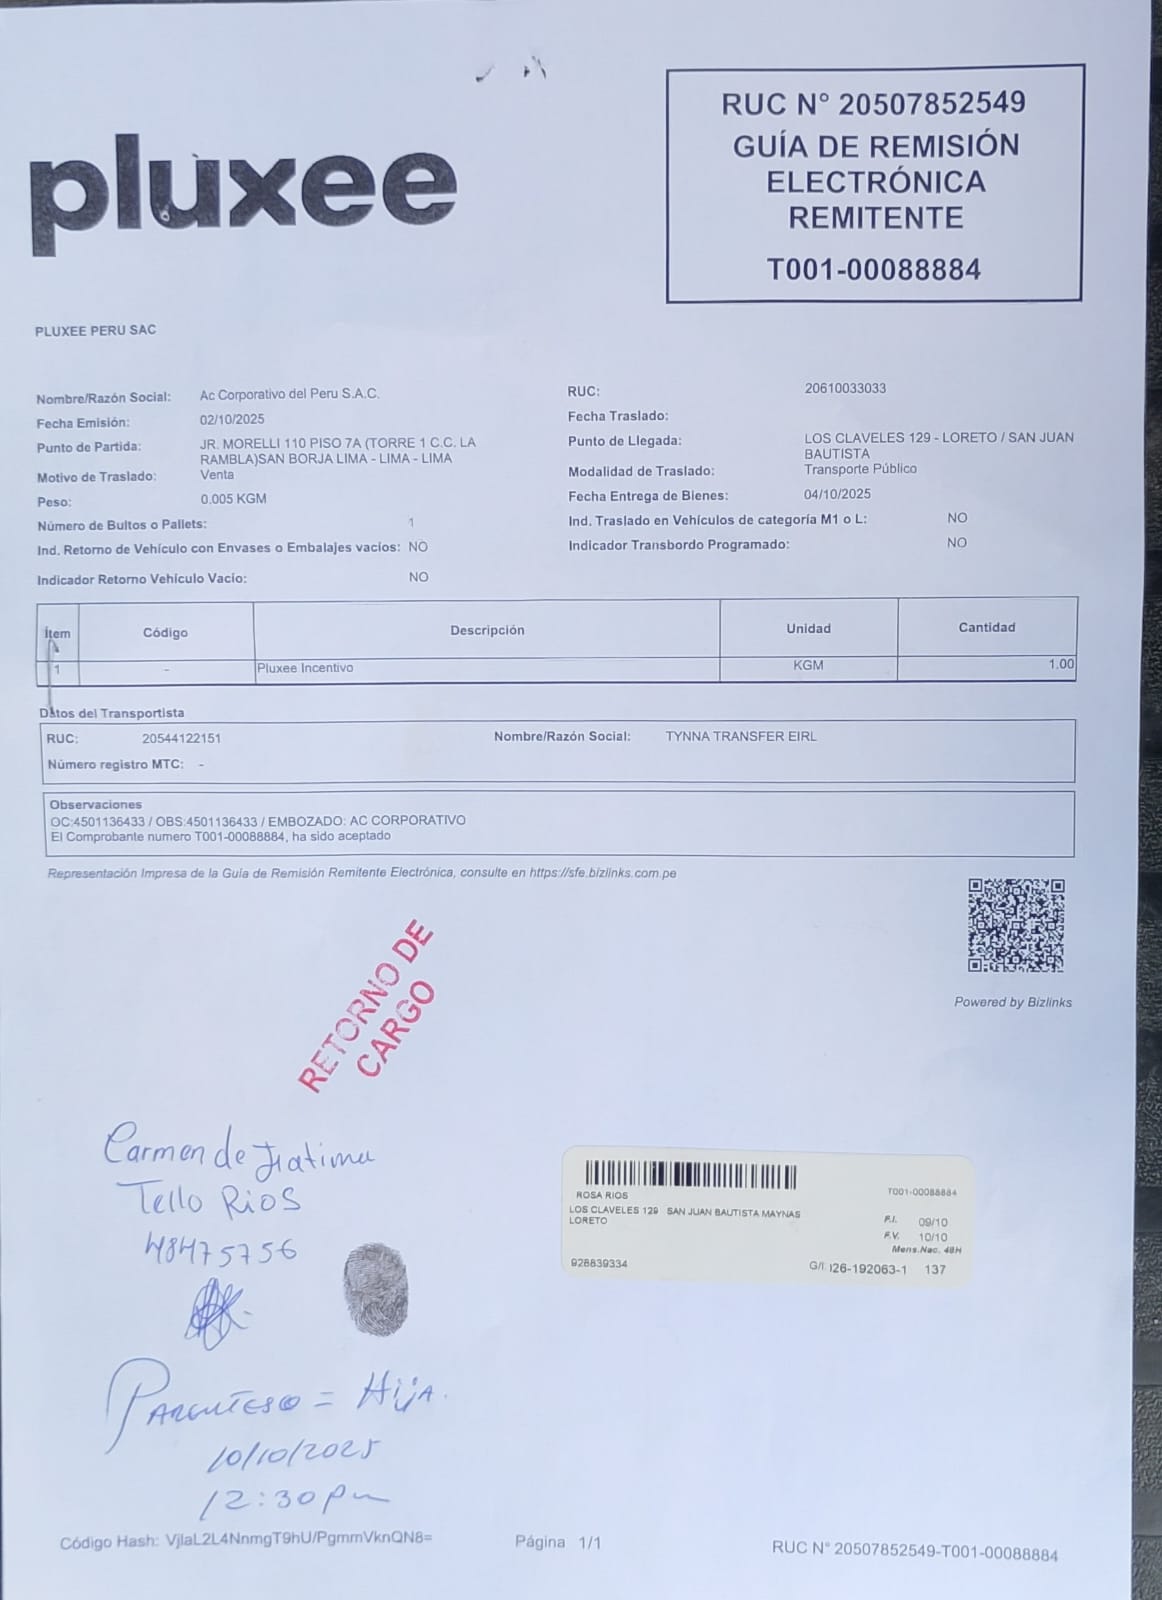 pluxee
RUC N° 20507852549
GUÍA DE REMISIÓN
ELECTRÓNICA
REMITENTE
T001-00088884
PLUXEE PERU SAC
Nombre/Razón Social: Ac Corporativo del Peru S.A.C.
Fecha Emisión: 02/10/2025
Punto de Partida: JR. MORELLI 110 PISO 7A (TORRE 1 C.C. LA
RAMBLA)SAN BORJA LIMA - LIMA - LIMA
Motivo de Traslado: Venta
Peso: 0.005 KGM
Número de Bultos o Pallets: 1
Ind. Retorno de Vehículo con Envases o Embalajes vacios: NO
Indicador Retorno Vehículo Vacío: NO
RUC: 20610033033
Fecha Traslado:
Punto de Llegada: LOS CLAVELES 129 - LORETO / SAN JUAN
BAUTISTA
Modalidad de Traslado: Transporte Público
Fecha Entrega de Bienes: 04/10/2025
Ind. Traslado en Vehículos de categoría M1 o L: NO
Indicador Transbordo Programado: NO
Ítem Código Descripción Unidad Cantidad
1 - Pluxee Incentivo KGM 1.00
Datos del Transportista
RUC: 20544122151 Nombre/Razón Social: TYNNA TRANSFER EIRL
Número registro MTC: -
Observaciones
OC:4501136433 / OBS:4501136433 / EMBOZADO: AC CORPORATIVO
El Comprobante numero T001-00088884, ha sido aceptado
Representación Impresa de la Guia de Remisión Remitente Electrónica, consulte en https://sfe.bizlinks.com.pe
Powered by Bizlinks
RETORNO DE
CARGO
Carmen de Fatima
Tello Rios
48475756
PARENTESCO = HIJA.
10/10/2025
12:30 pm
ROSA RIOS T001-00088884
LOS CLAVELES 129 SAN JUAN BAUTISTA MAYNAS
LORETO
F.I. 09/10
F.V. 10/10
Mens.Nac. 48H
928839334 G/I 126-192063-1 137
Código Hash: VjlaL2L4NnmgT9hU/PgmmVknQN8= Página 1/1 RUC N° 20507852549-T001-00088884